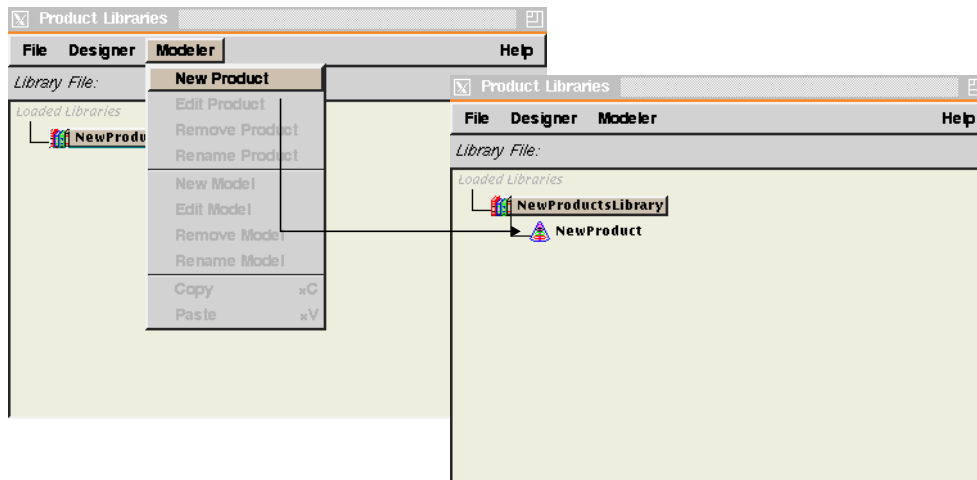 Product Libraries
File Designer Modeler Help
Library File:
Loaded Libraries
NewProdu
New Product
Edit Product
Remove Product
Rename Product
New Model
Edit Model
Remove Model
Rename Model
Copy xC
Paste xV
Product Libraries
File Designer Modeler Help
Library File:
Loaded Libraries
NewProductsLibrary
NewProduct